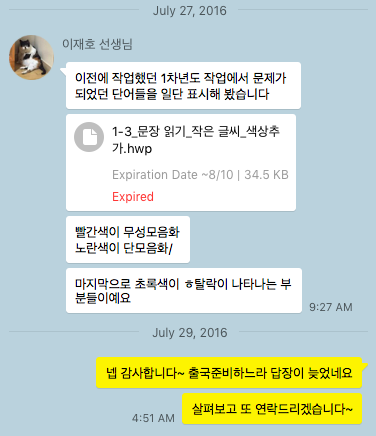 July 27, 2016
이재호 선생님
이전에 작업했던 1차년도 작업에서 문제가
되었던 단어들을 일단 표시해 봤습니다
1-3_문장 읽기_작은 글씨_색상추
가.hwp
Expiration Date ~8/10 | 34.5 KB
Expired
빨간색이 무성모음화
노란색이 단모음화/
마지막으로 초록색이 ㅎ탈락이 나타나는 부
분들이예요
9:27 AM
July 29, 2016
넵 감사합니다~ 출국준비하느라 답장이 늦었네요
살펴보고 또 연락드리겠습니다~
4:51 AM